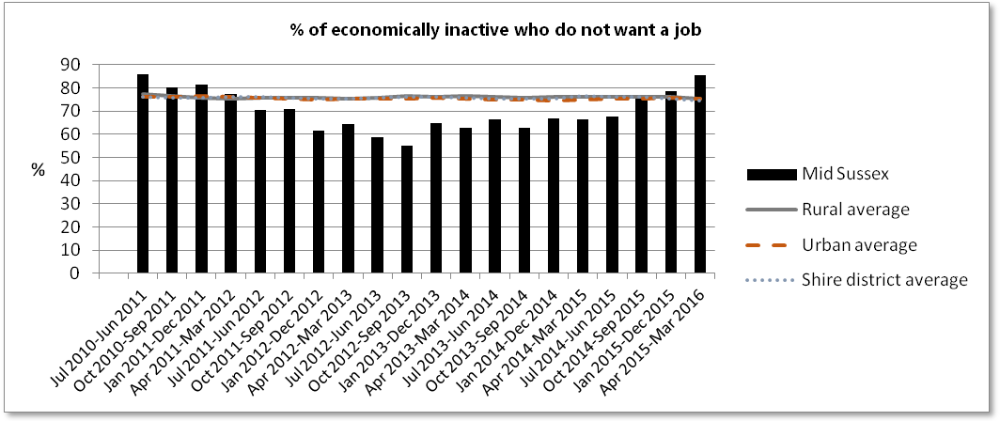 % of economically inactive who do not want a job
90
80
70
60
50
40
30
20
10
0
%
Jul 2010-Jun 2011
Oct 2010-Sep 2011
Jan 2011-Dec 2011
Apr 2011-Mar 2012
Jul 2011-Jun 2012
Oct 2011-Sep 2012
Jan 2012-Dec 2012
Apr 2012-Mar 2013
Jul 2012-Jun 2013
Oct 2012-Sep 2013
Jan 2013-Dec 2013
Apr 2013-Mar 2014
Jul 2013-Jun 2014
Oct 2013-Sep 2014
Jan 2014-Dec 2014
Apr 2014-Mar 2015
Jul 2014-Jun 2015
Oct 2014-Sep 2015
Jan 2015-Dec 2015
Apr 2015-Mar 2016
Mid Sussex
Rural average
Urban average
Shire district average